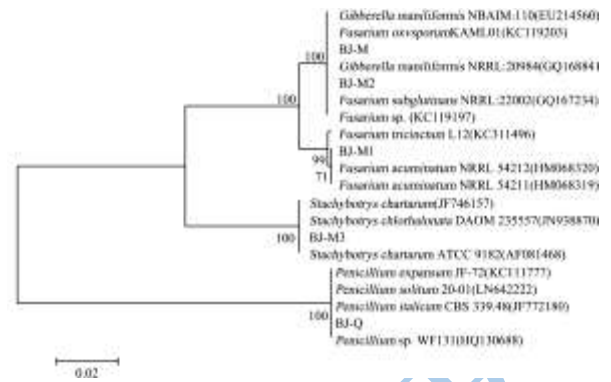 Gibberella moniliformis NBAIM:110(EU214560)
Fusarium oxysporumKAML01(KC119203)
100
BJ-M
Gibberella moniliformis NRRL:20984(GQ16884
BJ-M2
100
Fusarium subglutinans NRRL:22002(GQ167234)
Fusarium sp. (KC119197)
Fusarium tricinctum L12(KC311496)
BJ-M1
99
Fusarium acuminatum NRRL 54212(HM068320)
71
Fusarium acuminatum NRRL 54211(HM068319)
Stachybotrys chartarum(JF746157)
Stachybotrys chlorohalonata DAOM 235557(JN938870)
BJ-M3
100
Stachybotrys chartarum ATCC 9182(AF081468)
Penicillium expansum JF-72(KC111777)
Penicillium solitum 20-01(LN642222)
Penicillium italicum CBS 339.48(JF772180)
100
BJ-Q
Penicillium sp. WF131(HQ130688)
0.02